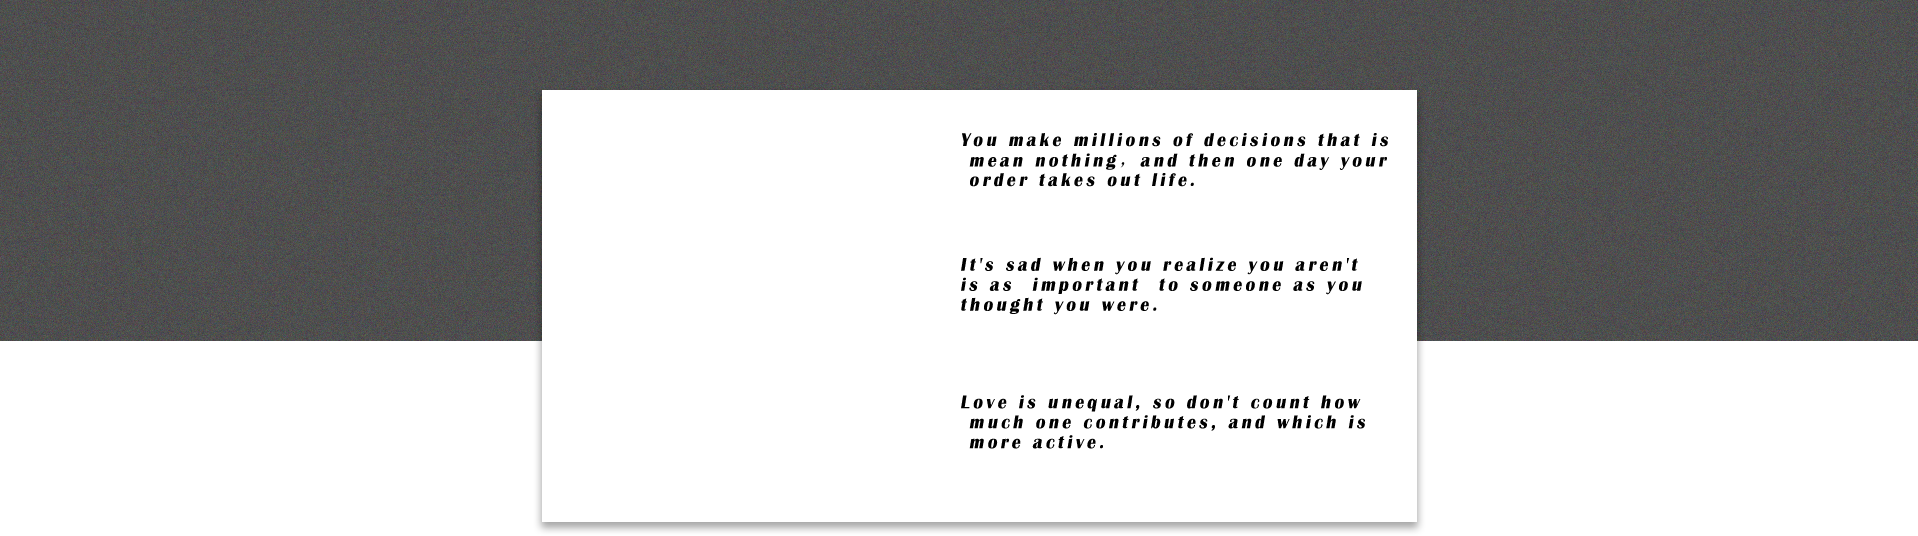 You make millions of decisions that is
mean nothing, and then one day your
order takes out life.
It's sad when you realize you aren't
is as important to someone as you
thought you were.
Love is unequal, so don't count how
much one contributes, and which is
more active.